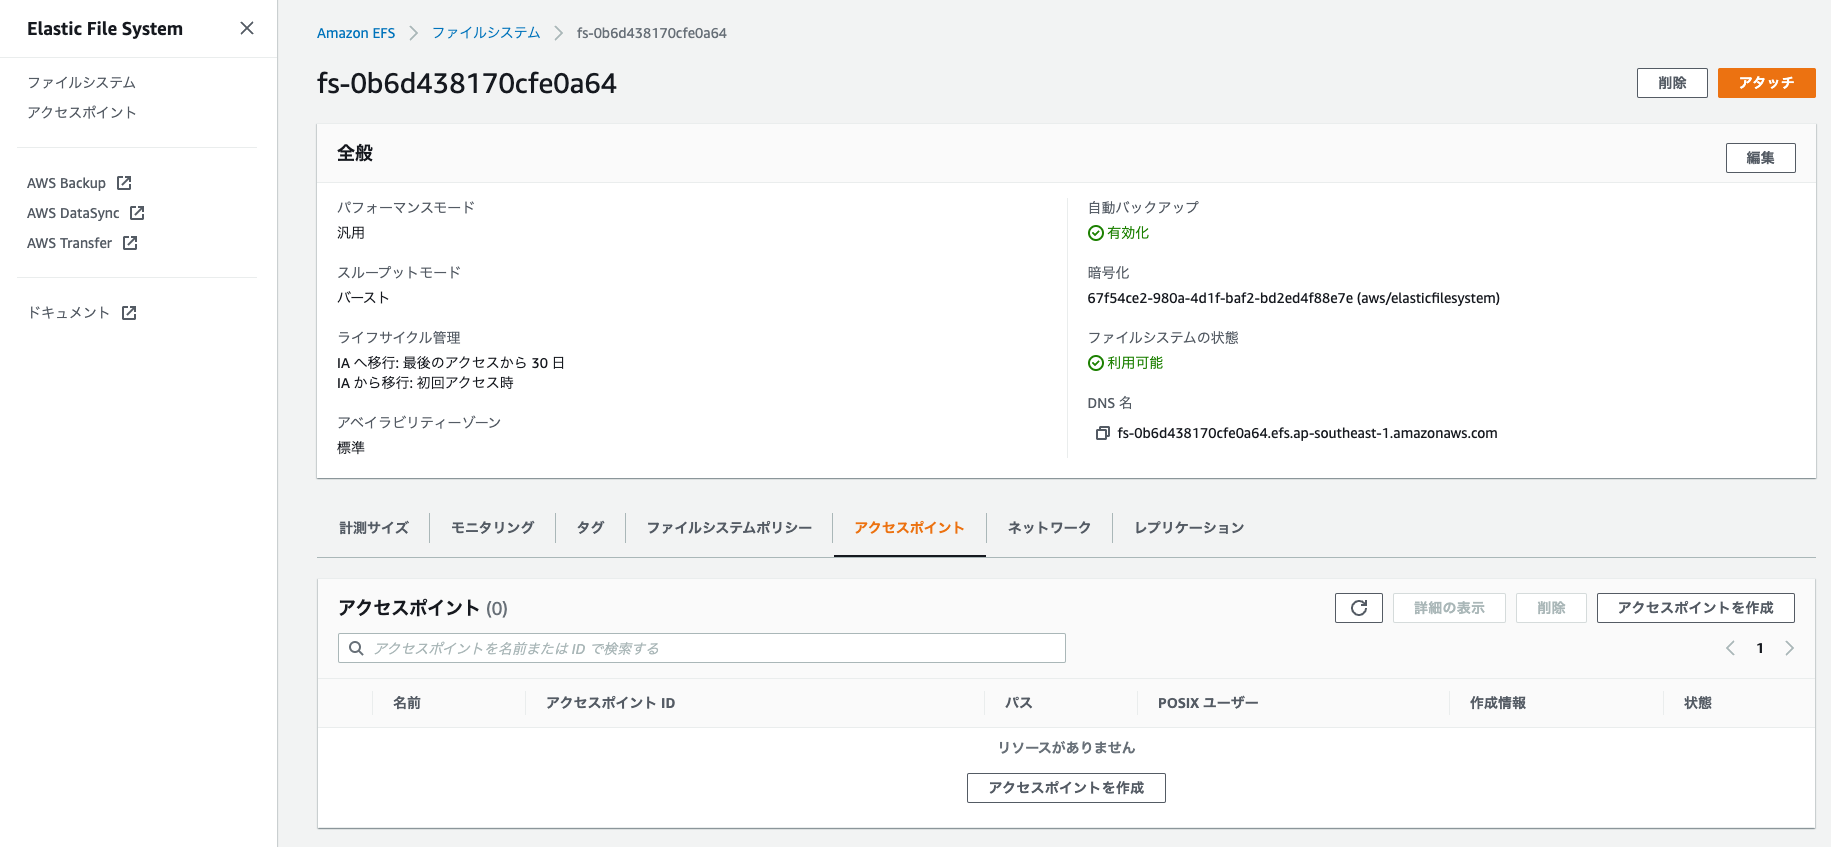 Elastic File System
ファイルシステム
アクセスポイント
AWS Backup
AWS DataSync
AWS Transfer
ドキュメント
Amazon EFS
ファイルシステム
fs-0b6d438170cfe0a64
fs-0b6d438170cfe0a64
削除
アタッチ
全般
編集
パフォーマンスモード
汎用
スループットモード
バースト
ライフサイクル管理
IA へ移行: 最後のアクセスから 30 日
IA から移行: 初回アクセス時
アベイラビリティーゾーン
標準
自動バックアップ
有効化
暗号化
67f54ce2-980a-4d1f-baf2-bd2ed4f88e7e (aws/elasticfilesystem)
ファイルシステムの状態
利用可能
DNS 名
fs-0b6d438170cfe0a64.efs.ap-southeast-1.amazonaws.com
計測サイズ
モニタリング
タグ
ファイルシステムポリシー
アクセスポイント
ネットワーク
レプリケーション
アクセスポイント (0)
詳細の表示
削除
アクセスポイントを作成
アクセスポイントを名前または ID で検索する
1
名前
アクセスポイント ID
パス
POSIX ユーザー
作成情報
状態
リソースがありません
アクセスポイントを作成